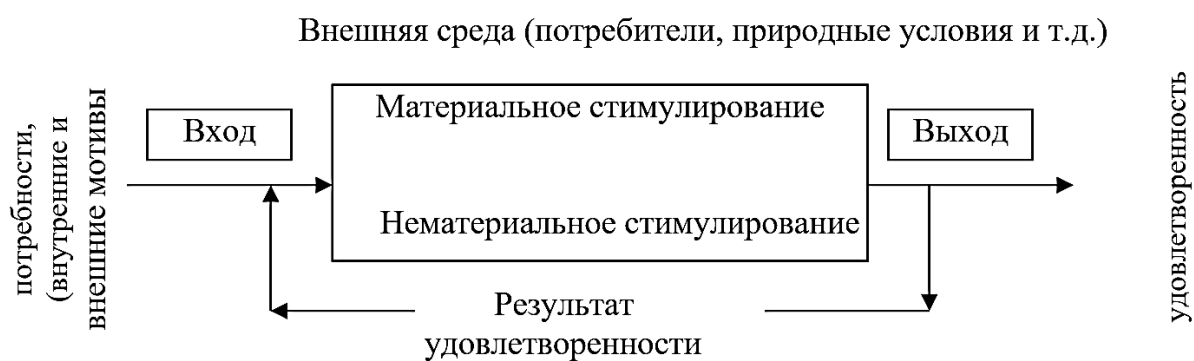 Внешняя среда (потребители, природные условия и т.д.)
потребности,
(внутренние и
внешние мотивы
Вход
Материальное стимулирование
Нематериальное стимулирование
Выход
удовлетворенность
Результат
удовлетворенности